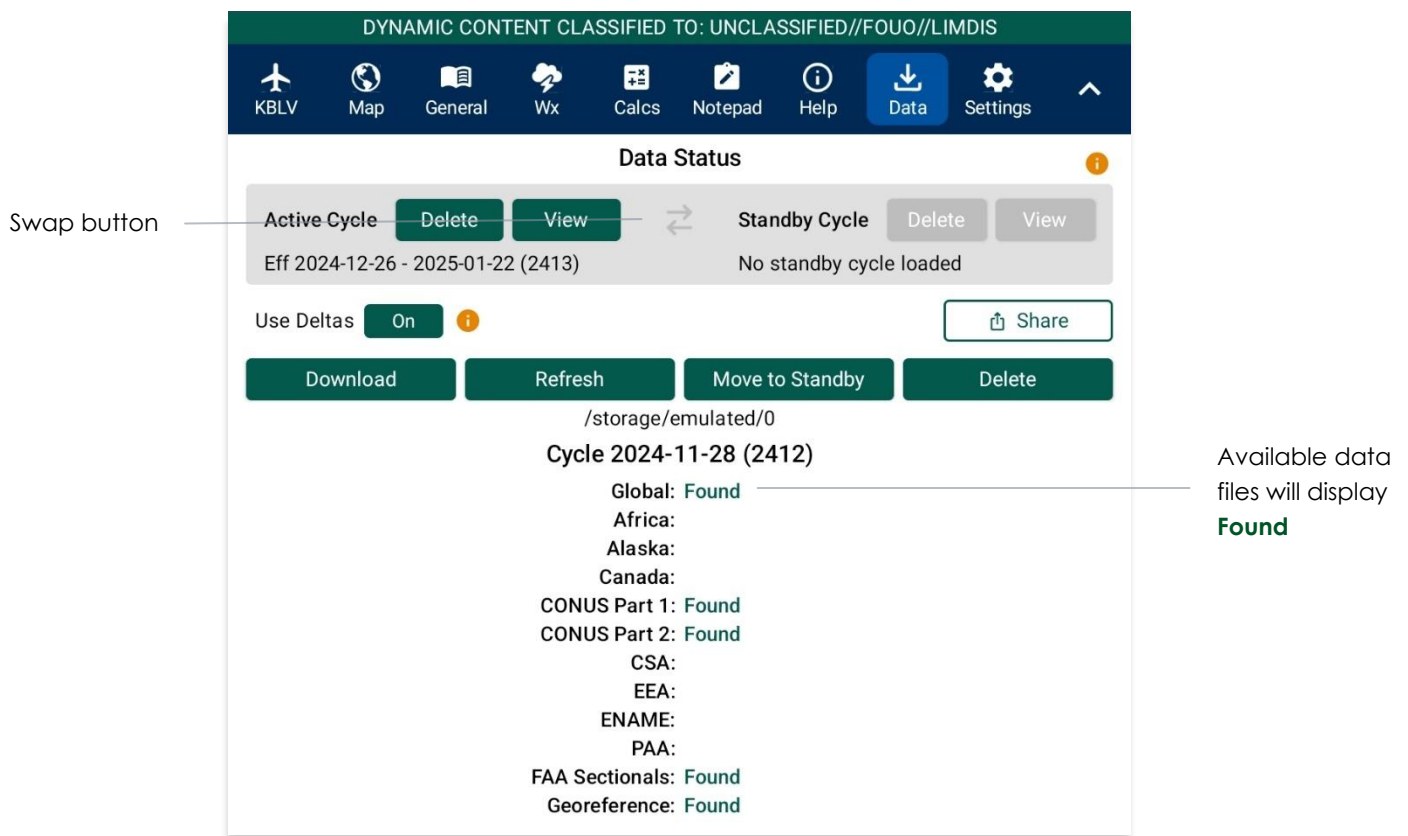 DYNAMIC CONTENT CLASSIFIED TO: UNCLASSIFIED//FOUO//LIMDIS
KBLV Map General Wx Calcs Notepad Help Data Settings
Data Status
Swap button
Active Cycle Delete View Standby Cycle Delete View
Eff 2024-12-26 - 2025-01-22 (2413) No standby cycle loaded
Use Deltas On Share
Download Refresh Move to Standby Delete
/storage/emulated/0
Cycle 2024-11-28 (2412)
Global: Found
Africa:
Alaska:
Canada:
CONUS Part 1: Found
CONUS Part 2: Found
CSA:
EEA:
ENAME:
PAA:
FAA Sectionals: Found
Georeference: Found
Available data
files will display
Found